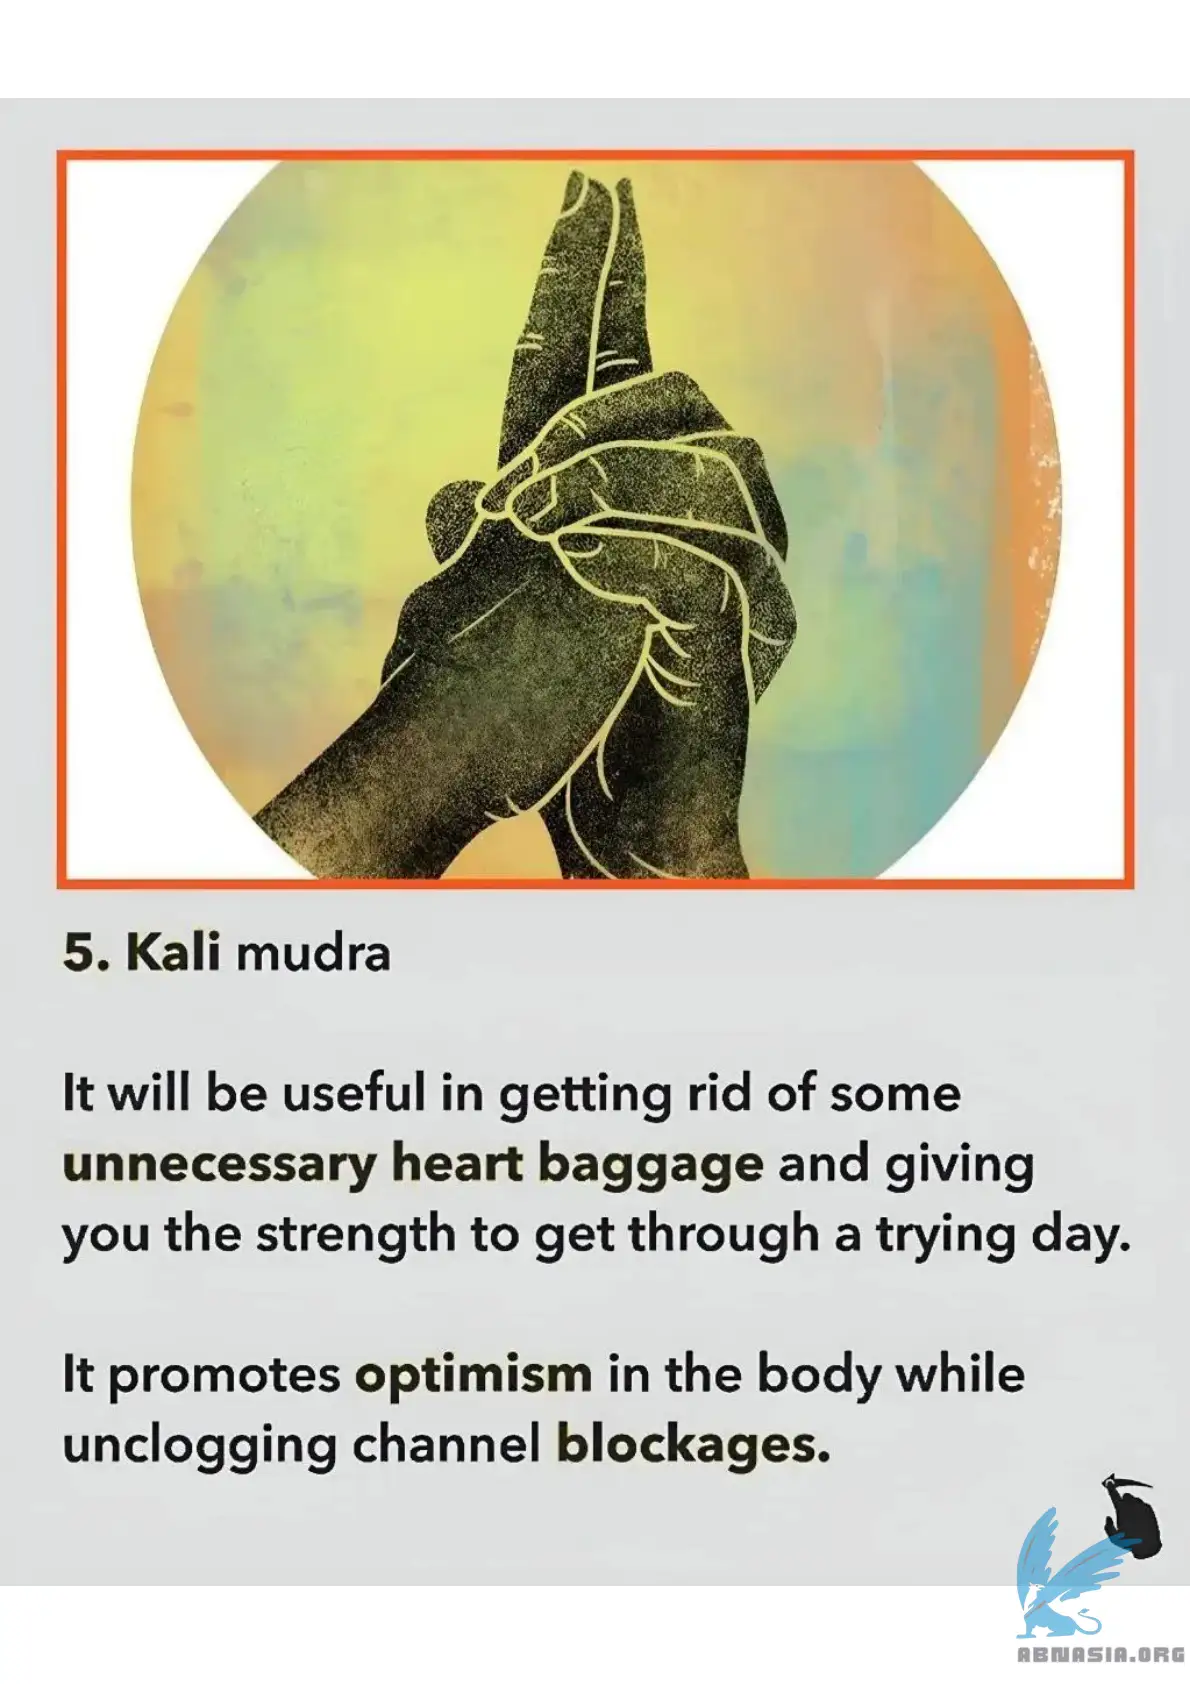 5. Kali mudra
It will be useful in getting rid of some
unnecessary heart baggage and giving
you the strength to get through a trying day.
It promotes optimism in the body while
unclogging channel blockages.
ABNASIA.ORG